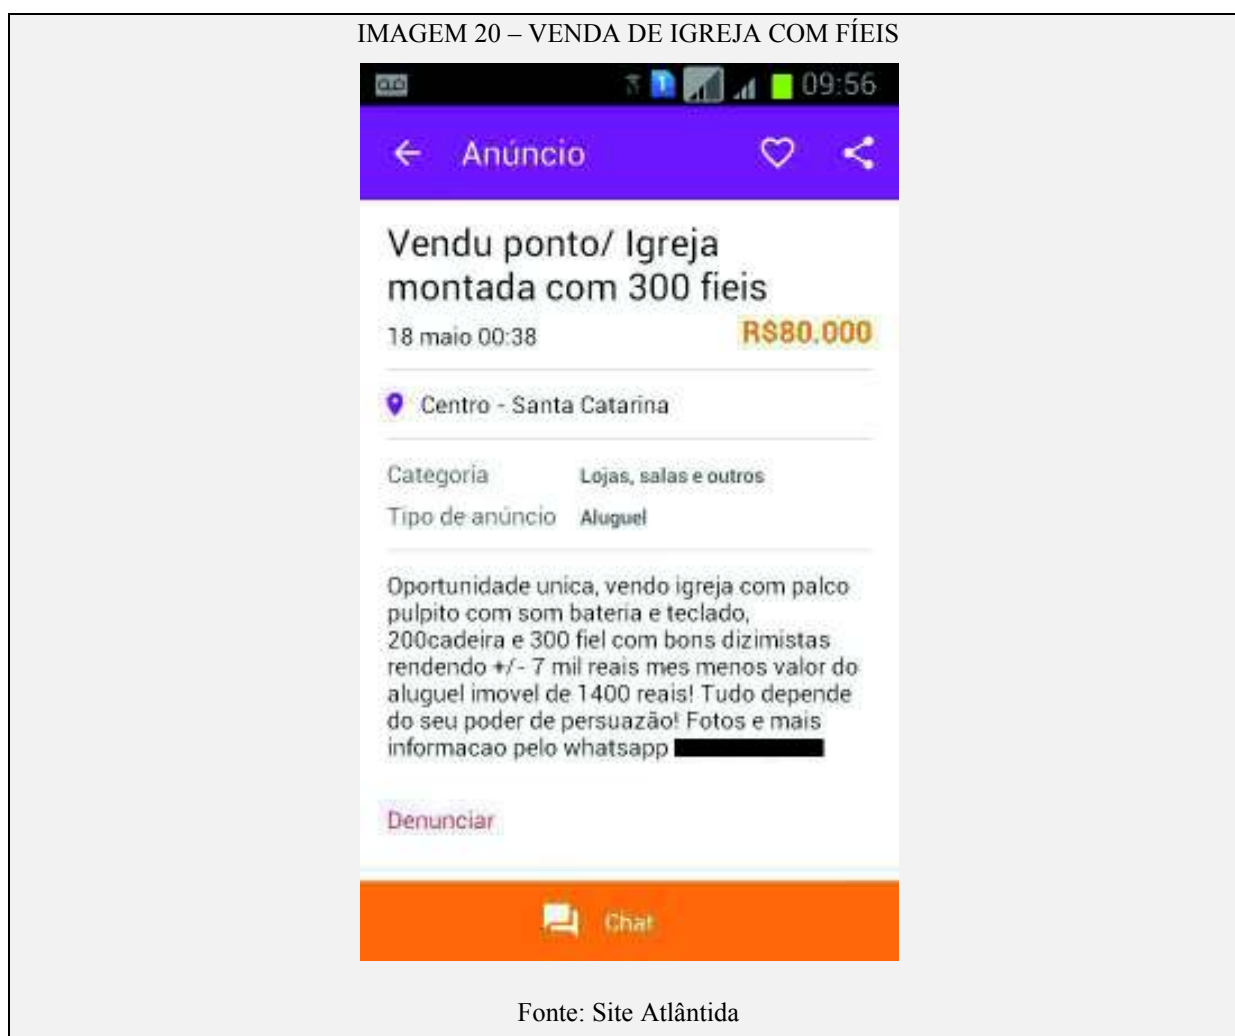 IMAGEM 20 – VENDA DE IGREJA COM FÍEIS
09:56
Anúncio
Vendu ponto/ Igreja
montada com 300 fieis
18 maio 00:38
R$80.000
Centro - Santa Catarina
Categoria Lojas, salas e outros
Tipo de anúncio Aluguel
Oportunidade unica, vendo igreja com palco
pulpito com som bateria e teclado,
200cadeira e 300 fiel com bons dizimistas
rendendo +/- 7 mil reais mes menos valor do
aluguel imovel de 1400 reais! Tudo depende
do seu poder de persuazão! Fotos e mais
informacao pelo whatsapp
Denunciar
Chat
Fonte: Site Atlântida